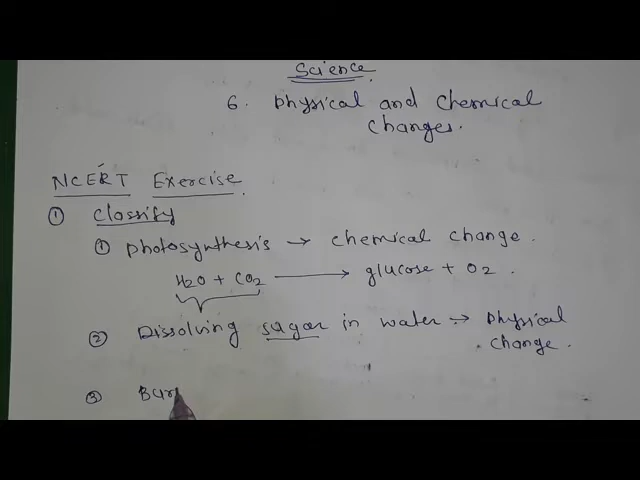 Science
6. Physical and Chemical
Changes.
NCERT Exercise
① Classify
① Photosynthesis → Chemical change.
H2O + CO2 → glucose + O2.
② Dissolving sugar in water → Physical
change.
③ Bur